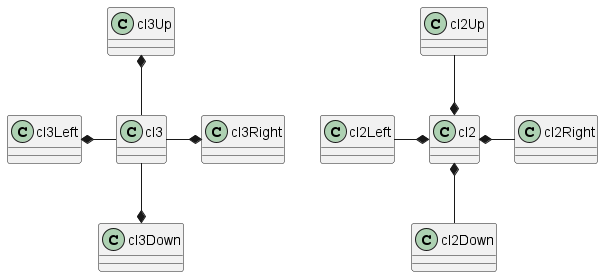 C cl3Up
C cl2Up
C cl3Left
C cl3
C cl3Right
C cl2Left
C cl2
C cl2Right
C cl3Down
C cl2Down